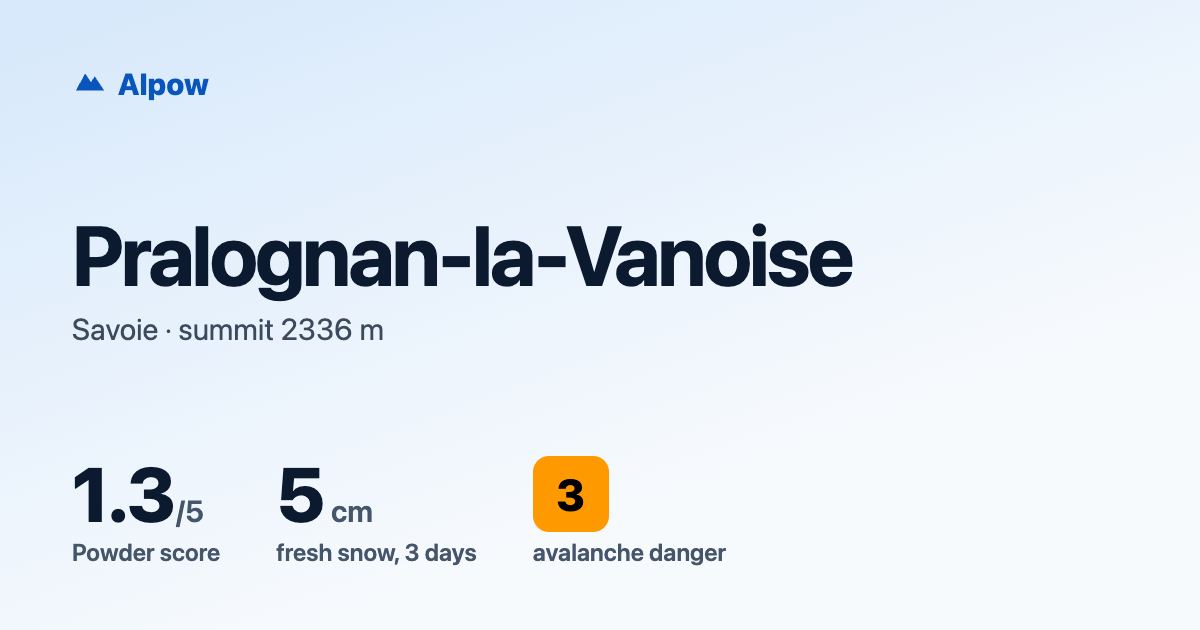 Alpow
Pralognan-la-Vanoise
Savoie · summit 2336 m
1.3/5
Powder score
5 cm
fresh snow, 3 days
3
avalanche danger